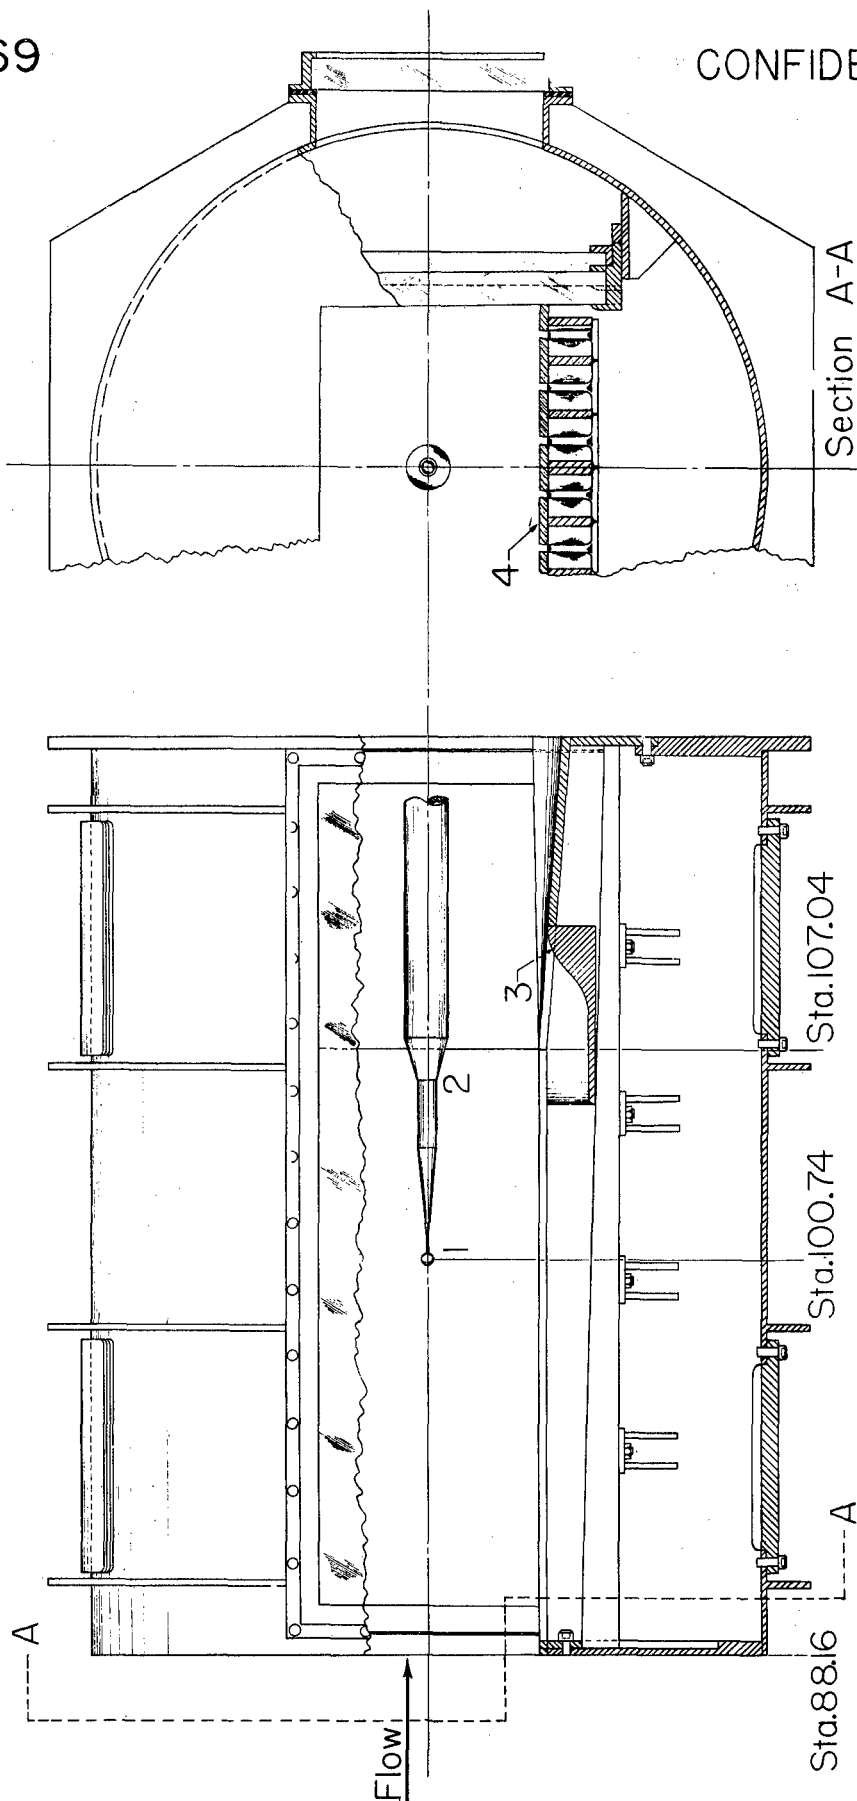 69
CONFIDE
Section A-A
4
3
2
1
Sta.107.04
Sta.100.74
A
A
Flow
Sta.88.16